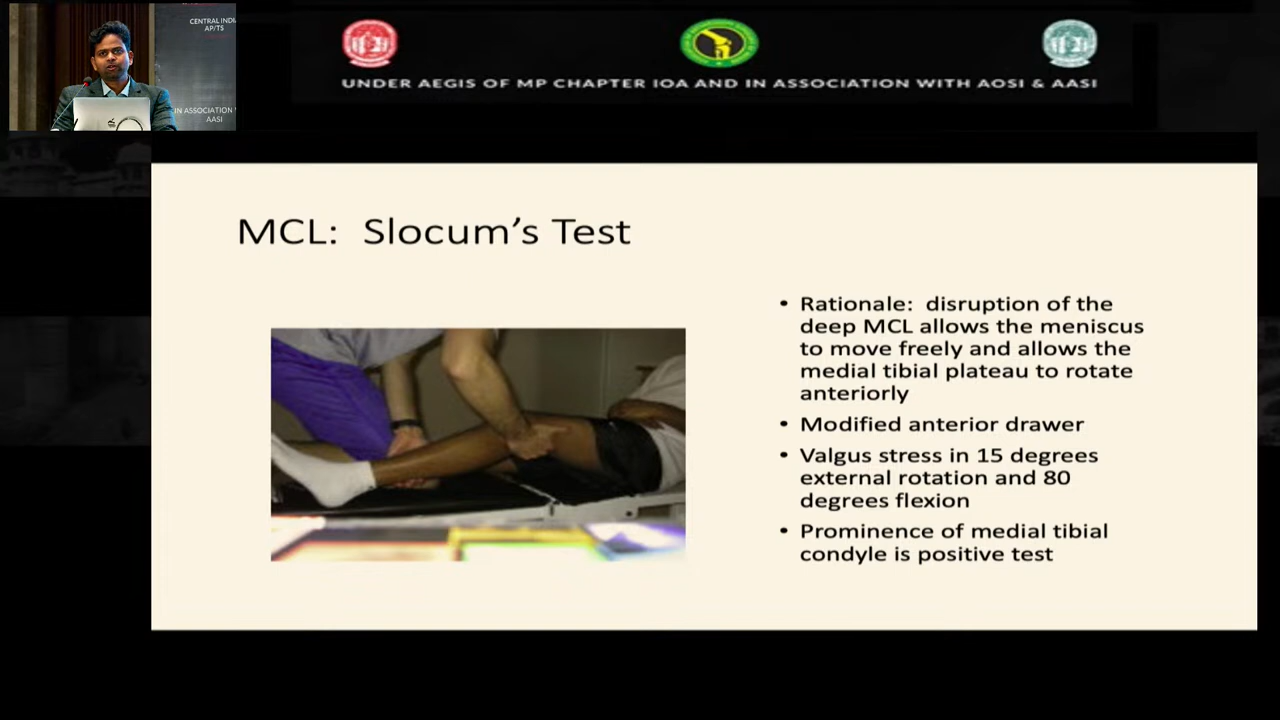 CENTRAL INDI
AP/TS
IN ASSOCIATION
AASI
UNDER AEGIS OF MP CHAPTER IOA AND IN ASSOCIATION WITH AOSI & AASI
MCL: Slocum's Test
• Rationale: disruption of the
deep MCL allows the meniscus
to move freely and allows the
medial tibial plateau to rotate
anteriorly
• Modified anterior drawer
• Valgus stress in 15 degrees
external rotation and 80
degrees flexion
• Prominence of medial tibial
condyle is positive test